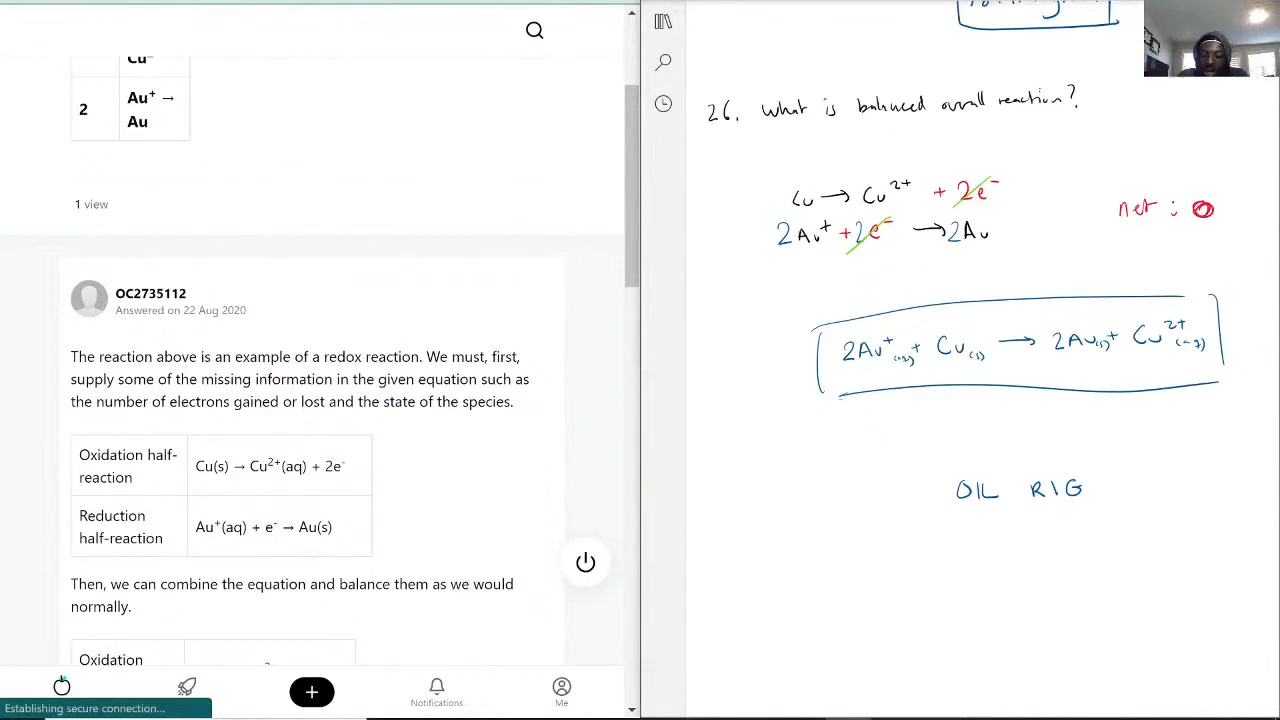 Cu⁺
2
Au⁺ →
Au
1 view
OC2735112
Answered on 22 Aug 2020
The reaction above is an example of a redox reaction. We must, first,
supply some of the missing information in the given equation such as
the number of electrons gained or lost and the state of the species.
Oxidation half-
reaction
Cu(s) → Cu²⁺(aq) + 2e⁻
Reduction
half-reaction
Au⁺(aq) + e⁻ → Au(s)
Then, we can combine the equation and balance them as we would
normally.
Oxidation
Notifications
Me
Establishing secure connection...
26. What is balanced overall reaction?
Cu → Cu²⁺ + 2e⁻
2Au⁺ + 2e⁻ → 2Au
net : 0
2Au⁺(aq) + Cu(s) → 2Au(s) + Cu²⁺(aq)
OIL RIG